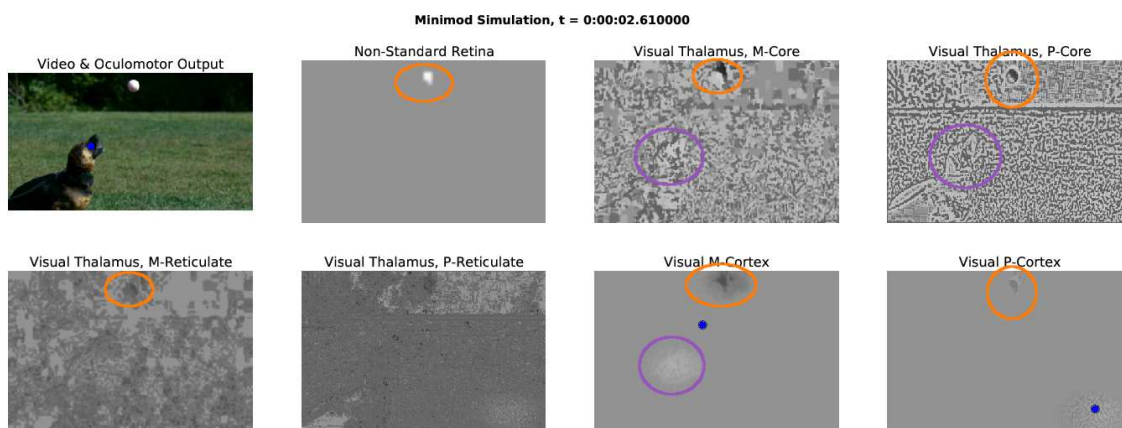 Minimod Simulation, t = 0:00:02.610000
Video & Oculomotor Output
Non-Standard Retina
Visual Thalamus, M-Core
Visual Thalamus, P-Core
Visual Thalamus, M-Reticulate
Visual Thalamus, P-Reticulate
Visual M-Cortex
Visual P-Cortex